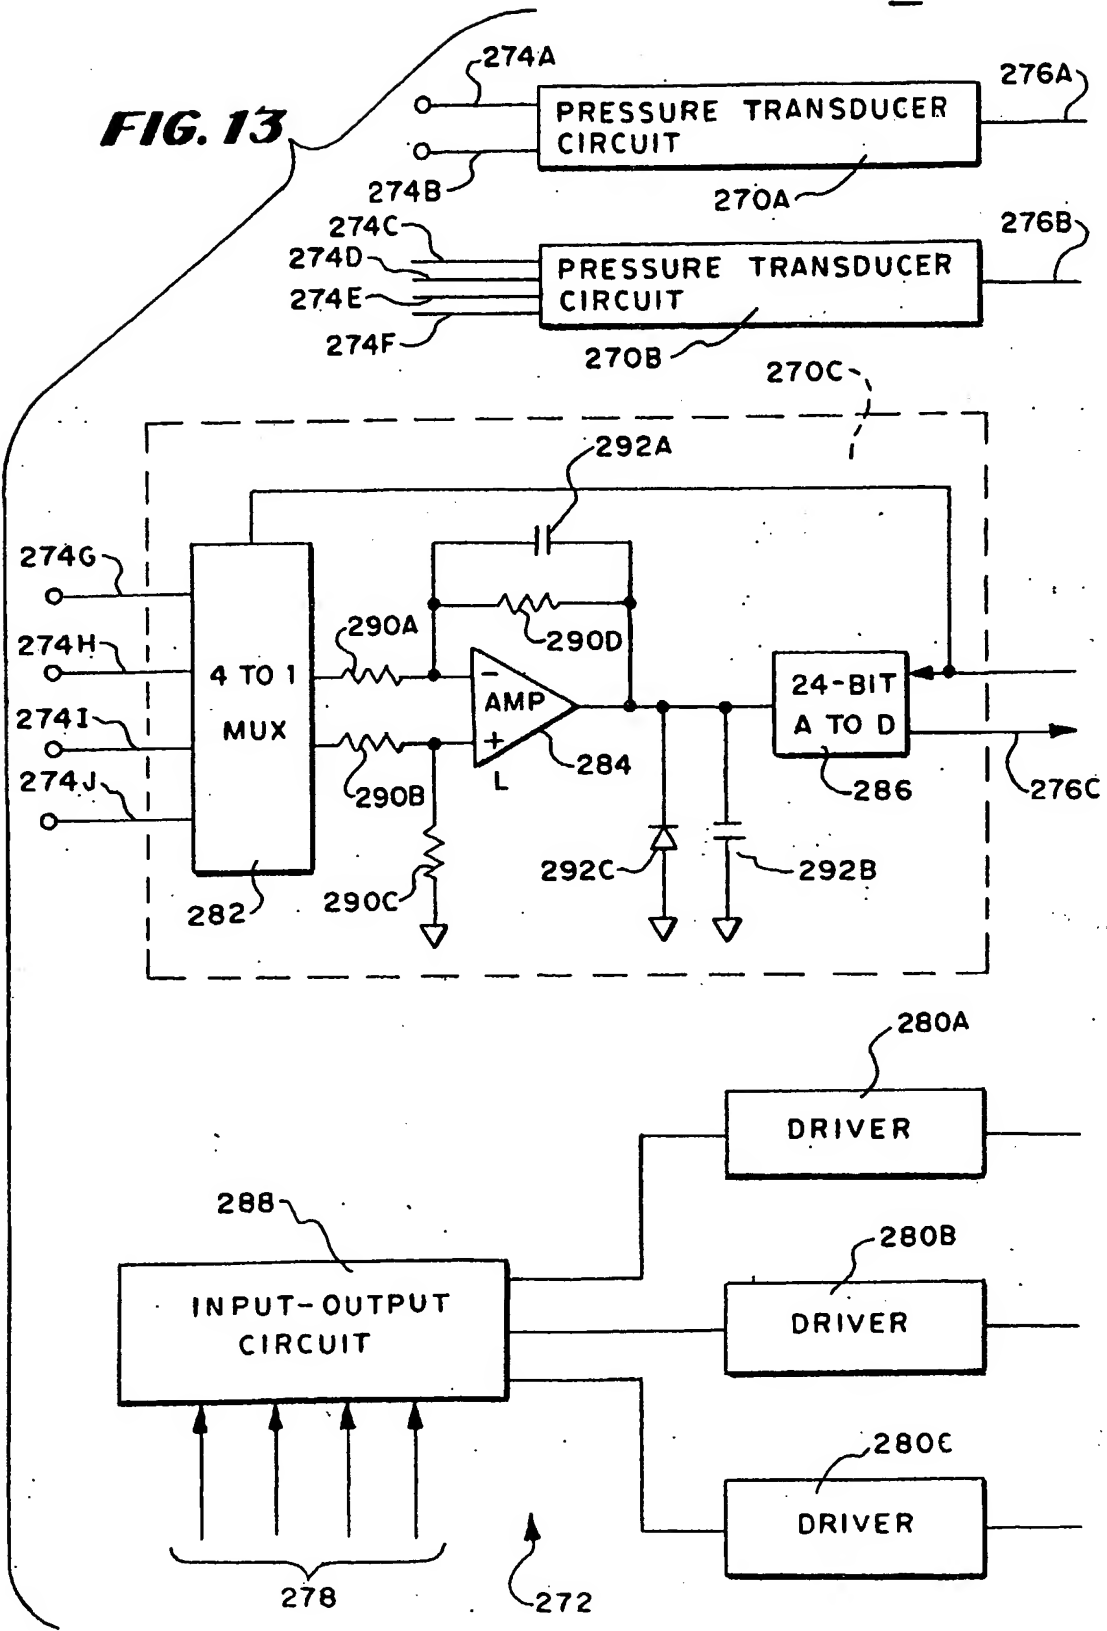 FIG. 13
274A
PRESSURE TRANSDUCER
CIRCUIT
276A
274B
270A
274C
274D
274E
274F
PRESSURE TRANSDUCER
CIRCUIT
276B
270B
270C
292A
274G
274H
274I
274J
4 TO 1
MUX
282
290A
290B
290C
290D
-
AMP
+
L
284
24-BIT
A TO D
286
276C
292C
292B
280A
DRIVER
288
INPUT-OUTPUT
CIRCUIT
280B
DRIVER
280C
DRIVER
278
272